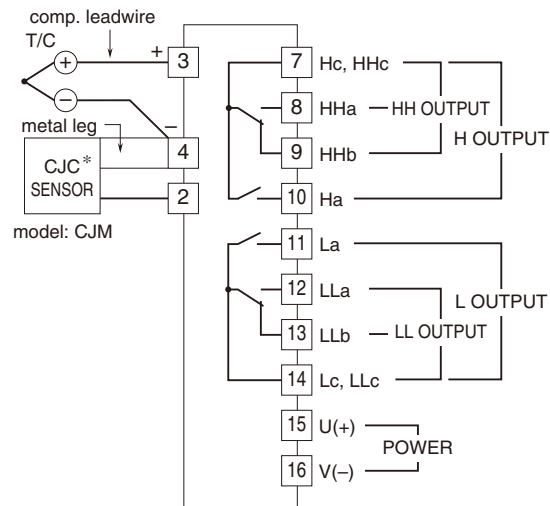 comp. leadwire
T/C
+
+
3
−
−
metal leg
4
CJC*
SENSOR
2
model: CJM
7 Hc, HHc
8 HHa
HH OUTPUT
9 HHb
H OUTPUT
10 Ha
11 La
12 LLa
L OUTPUT
13 LLb
LL OUTPUT
14 Lc, LLc
15 U(+)
POWER
16 V(–)